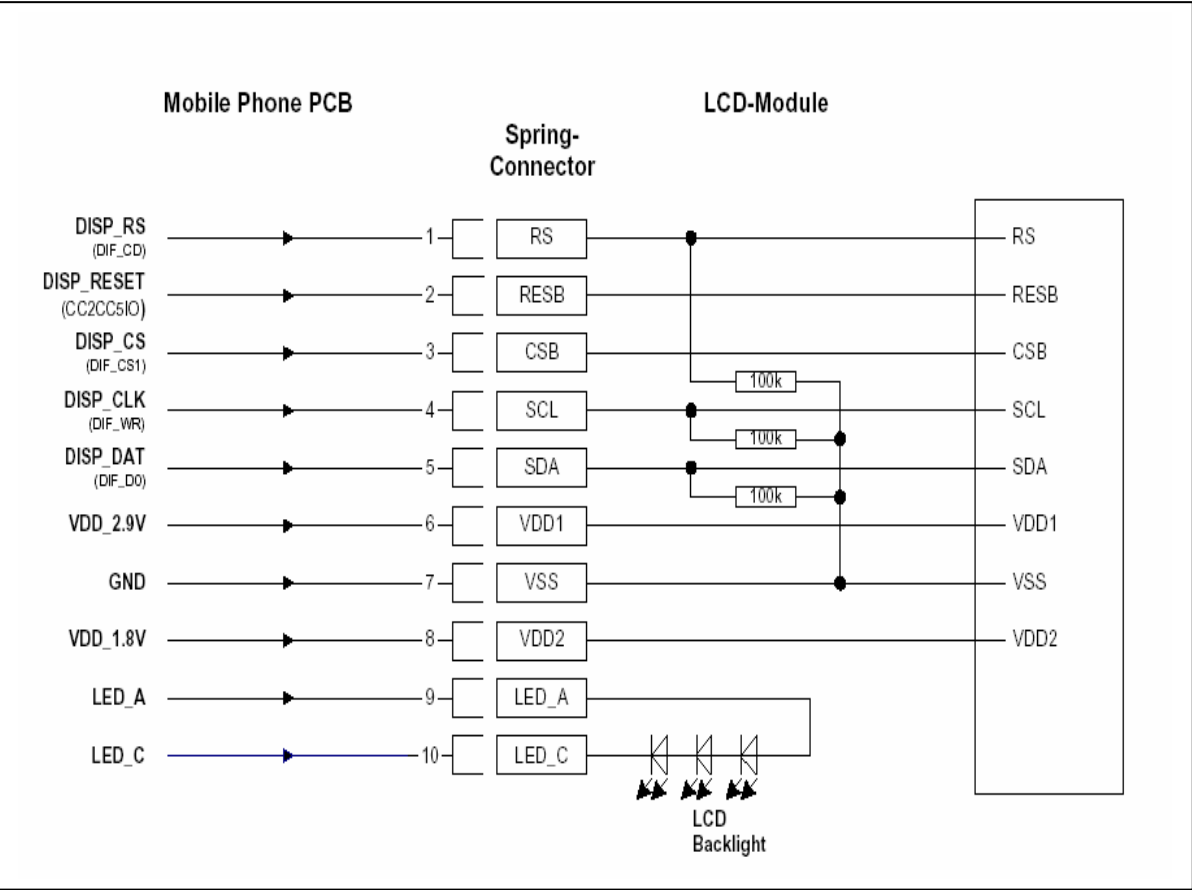 Mobile Phone PCB
LCD-Module
Spring-
Connector
DISP_RS
(DIF_CD)
1
RS
RS
DISP_RESET
(CC2CC5IO)
2
RESB
RESB
DISP_CS
(DIF_CS1)
3
CSB
CSB
100k
DISP_CLK
(DIF_WR)
4
SCL
SCL
100k
DISP_DAT
(DIF_D0)
5
SDA
SDA
100k
VDD_2.9V
6
VDD1
VDD1
GND
7
VSS
VSS
VDD_1.8V
8
VDD2
VDD2
LED_A
9
LED_A
LED_C
10
LED_C
LCD
Backlight